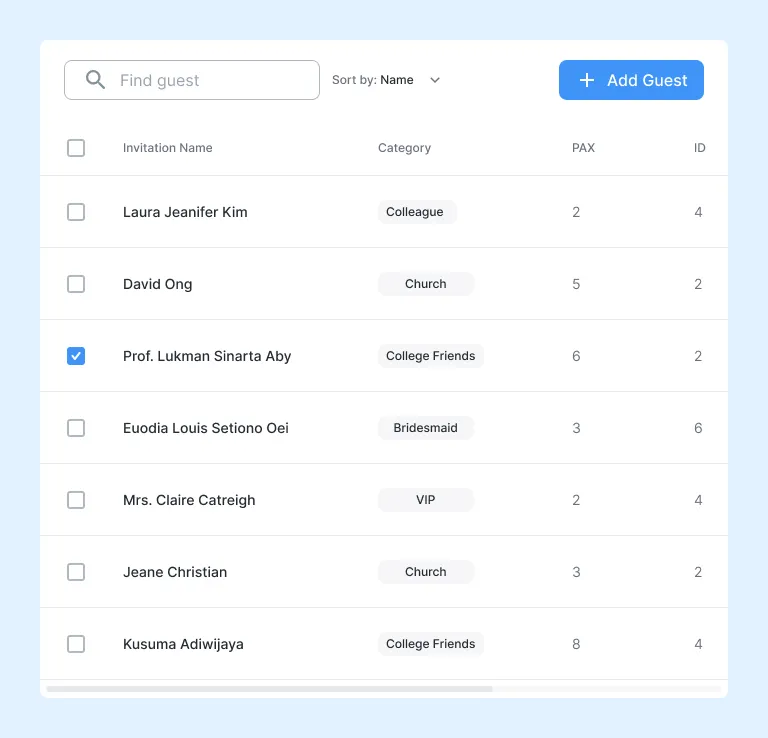 Find guest Sort by: Name Add Guest
Invitation Name Category PAX ID
Laura Jeanifer Kim Colleague 2 4
David Ong Church 5 2
Prof. Lukman Sinarta Aby College Friends 6 2
Euodia Louis Setiono Oei Bridesmaid 3 6
Mrs. Claire Catreigh VIP 2 4
Jeane Christian Church 3 2
Kusuma Adiwijaya College Friends 8 4